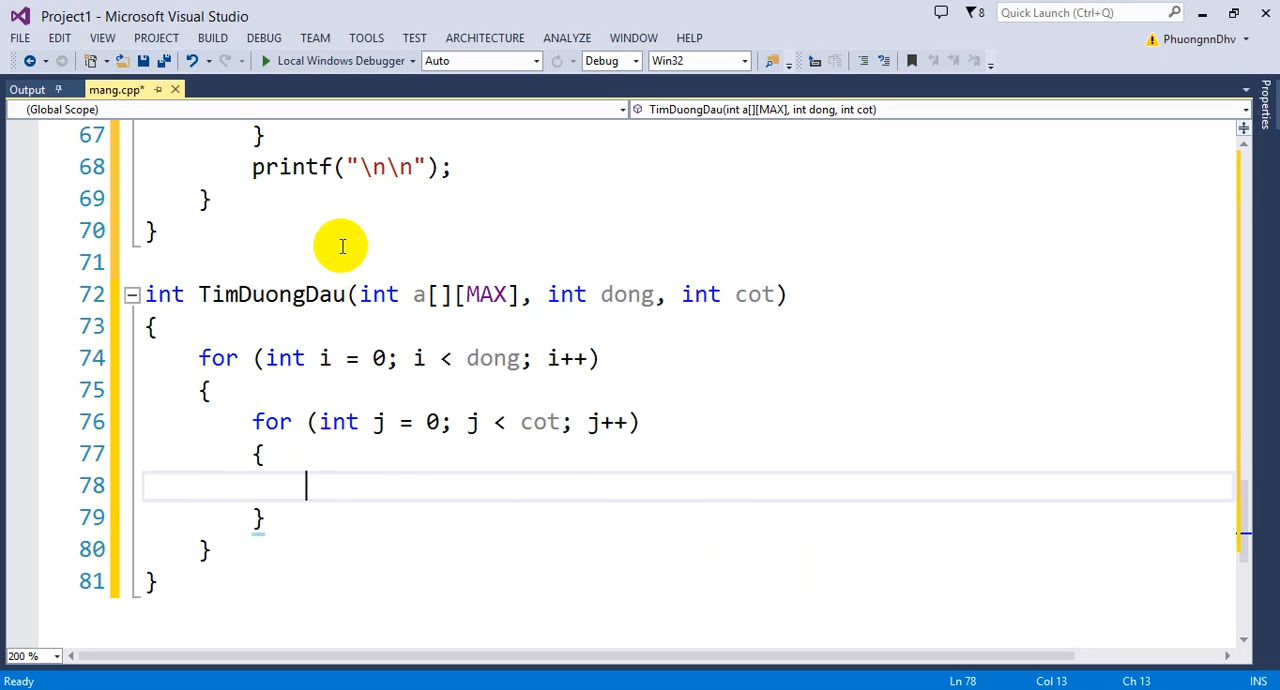 Project1 - Microsoft Visual Studio
8
Quick Launch (Ctrl+Q)
FILE EDIT VIEW PROJECT BUILD DEBUG TEAM TOOLS TEST ARCHITECTURE ANALYZE WINDOW HELP
PhuongnnDhv
Local Windows Debugger Auto Debug Win32
Output mang.cpp*
Properties
(Global Scope) TimDuongDau(int a[][MAX], int dong, int cot)
67 }
68 printf("\n\n");
69 }
70 }
71
72 int TimDuongDau(int a[][MAX], int dong, int cot)
73 {
74 for (int i = 0; i < dong; i++)
75 {
76 for (int j = 0; j < cot; j++)
77 {
78
79 }
80 }
81 }
200 %
Ready Ln 78 Col 13 Ch 13 INS